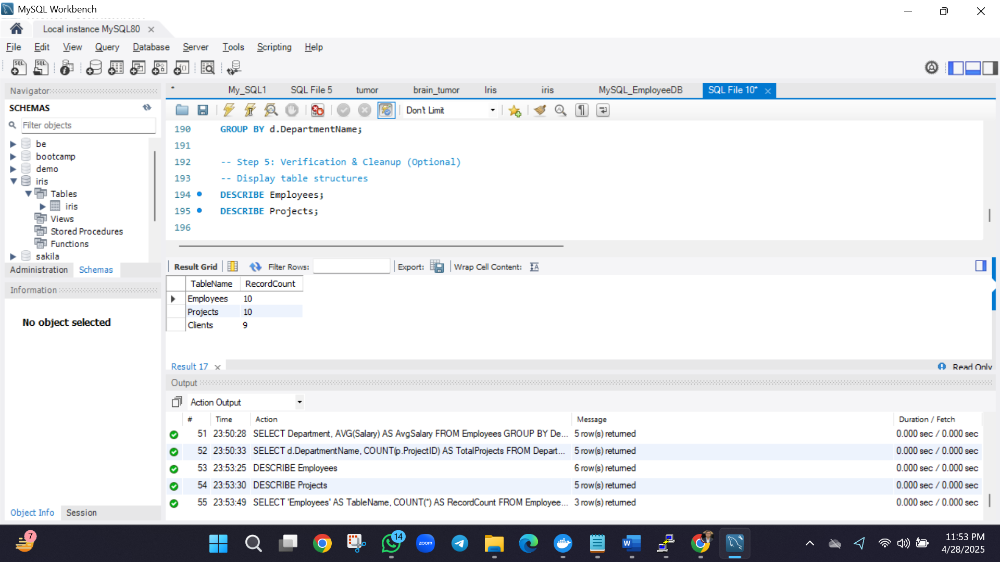 MySQL Workbench
Local instance MySQL80
File Edit View Query Database Server Tools Scripting Help
Navigator
SCHEMAS
Filter objects
be
bootcamp
demo
iris
Tables
iris
Views
Stored Procedures
Functions
sakila
Administration Schemas
Information
No object selected
Object Info Session
* My_SQL1 SQL File 5 tumor brain_tumor Iris iris MySQL_EmployeeDB SQL File 10*
Don't Limit
190 GROUP BY d.DepartmentName;
191
192 -- Step 5: Verification & Cleanup (Optional)
193 -- Display table structures
194 DESCRIBE Employees;
195 DESCRIBE Projects;
196
Result Grid Filter Rows: Export: Wrap Cell Content:
TableName RecordCount
Employees 10
Projects 10
Clients 9
Result 17 Read Only
Output
Action Output
# Time Action Message Duration / Fetch
51 23:50:28 SELECT Department, AVG(Salary) AS AvgSalary FROM Employees GROUP BY De... 5 row(s) returned 0.000 sec / 0.000 sec
52 23:50:33 SELECT d.DepartmentName, COUNT(p.ProjectID) AS TotalProjects FROM Depart... 5 row(s) returned 0.000 sec / 0.000 sec
53 23:53:25 DESCRIBE Employees 6 row(s) returned 0.000 sec / 0.000 sec
54 23:53:30 DESCRIBE Projects 5 row(s) returned 0.000 sec / 0.000 sec
55 23:53:49 SELECT 'Employees' AS TableName, COUNT(*) AS RecordCount FROM Employee... 3 row(s) returned 0.000 sec / 0.000 sec
7
14
zoom
W
11:53 PM
4/28/2025